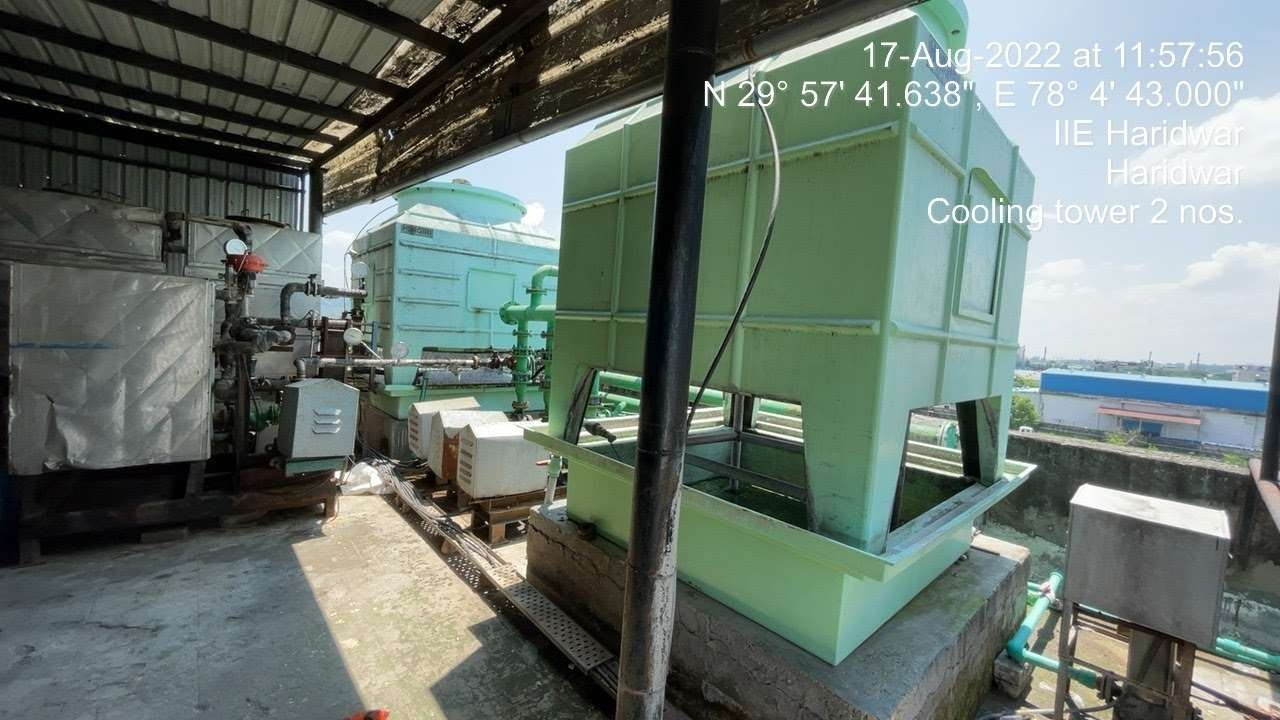 17-Aug-2022 at 11:57:56
N 29° 57' 41.638", E 78° 4' 43.000"
IIE Haridwar
Haridwar
Cooling tower 2 nos.